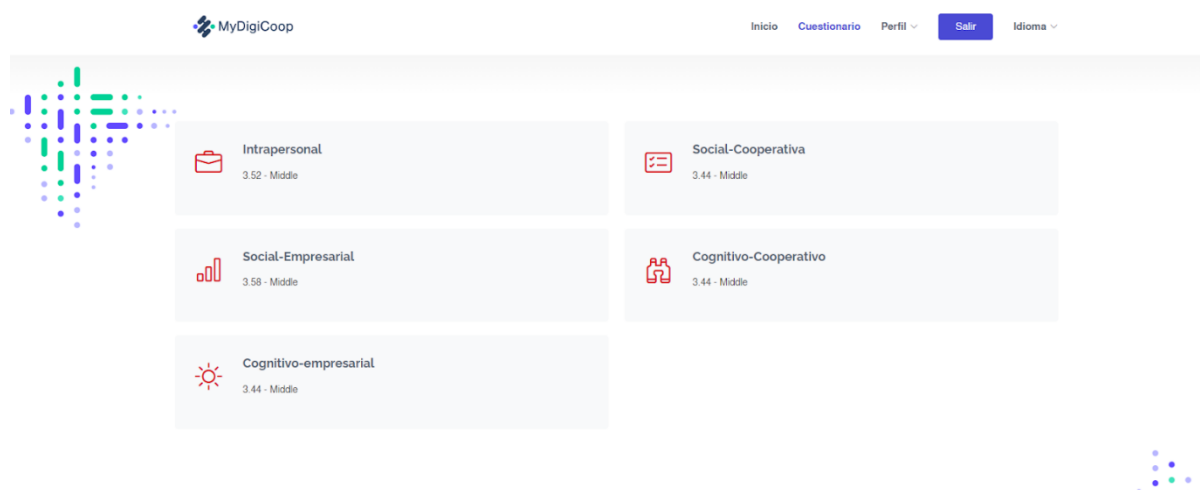 MyDigiCoop
Inicio Cuestionario Perfil Salir Idioma
Intrapersonal
3.52 - Middle
Social-Cooperativa
3.44 - Middle
Social-Empresarial
3.58 - Middle
Cognitivo-Cooperativo
3.44 - Middle
Cognitivo-empresarial
3.44 - Middle